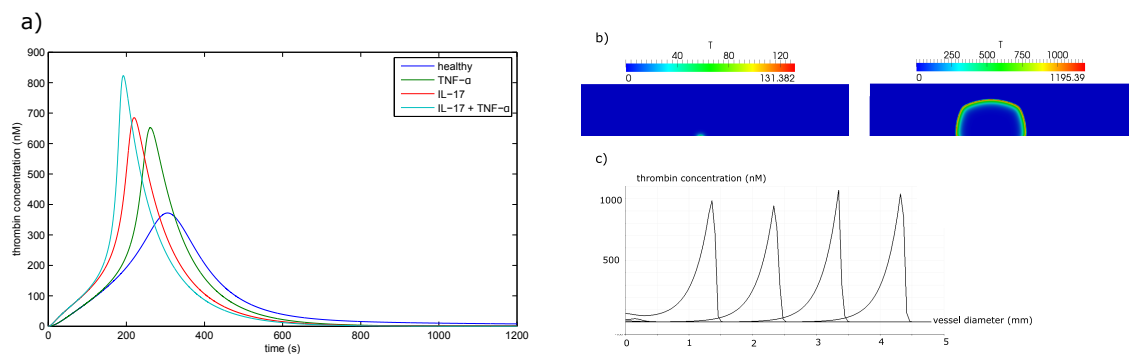 a)
900
800
700
600
500
400
300
200
100
0
thrombin concentration (nM)
0 200 400 600 800 1000 1200
time (s)
healthy
TNF-α
IL-17
IL-17 + TNF-α
b)
T
40 80 120
0 131.382
T
250 500 750 1000
0 1195.39
c)
thrombin concentration (nM)
1000
500
vessel diameter (mm)
0 1 2 3 4 5